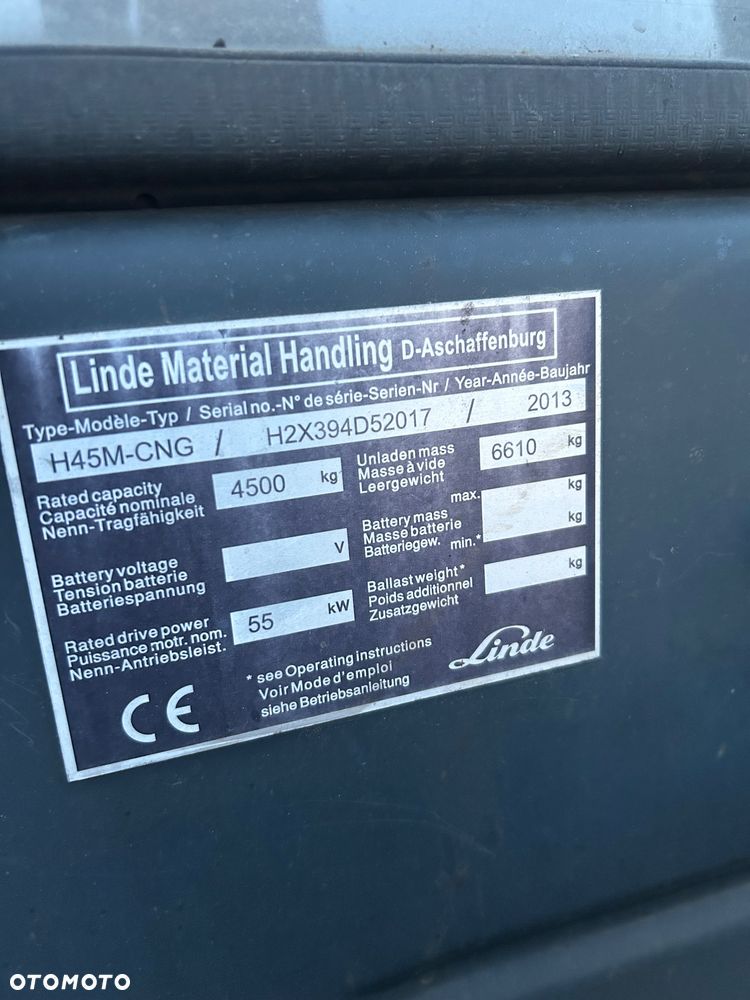 Linde Material Handling D-Aschaffenburg
Type-Modèle-Typ / Serial no.-N° de série-Serien-Nr / Year-Année-Baujahr
H45M-CNG / H2X394D52017 / 2013
Rated capacity
Capacité nominale
Nenn-Tragfähigkeit
4500 kg
Unladen mass
Masse à vide
Leergewicht
6610 kg
Battery voltage
Tension batterie
Batteriespannung
V
Battery mass
Masse batterie
Batteriegew.
max. kg
min.* kg
Rated drive power
Puissance motr. nom.
Nenn-Antriebsleist.
55 kW
Ballast weight*
Poids additionnel
Zusatzgewicht
kg
CE
* see Operating instructions
Voir Mode d'emploi
siehe Betriebsanleitung
Linde
OTOMOTO